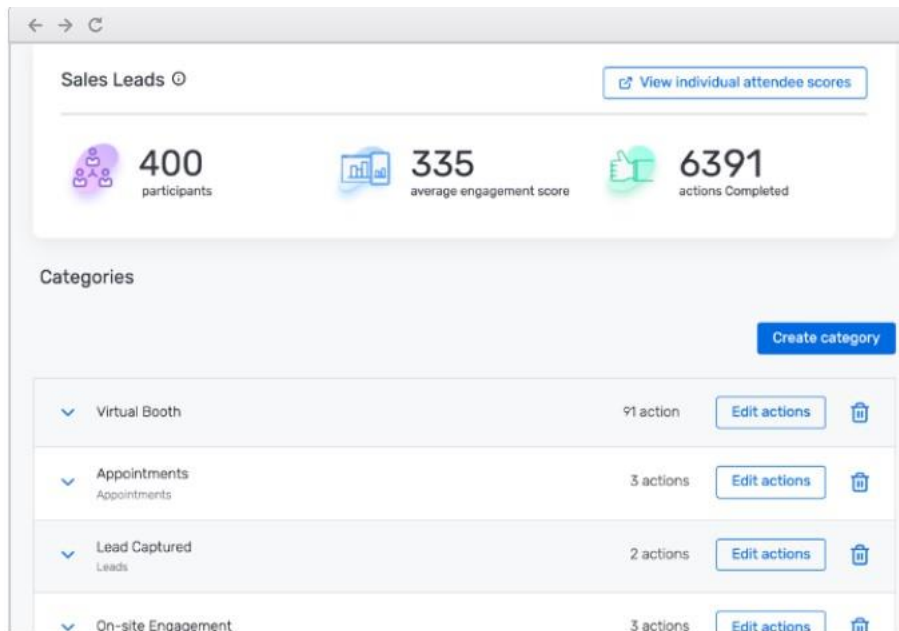 Sales Leads
View individual attendee scores
400
participants
335
average engagement score
6391
actions Completed
Categories
Create category
Virtual Booth 91 action Edit actions
Appointments 3 actions Edit actions
Appointments
Lead Captured 2 actions Edit actions
Leads
On-site Engagement 3 actions Edit actions